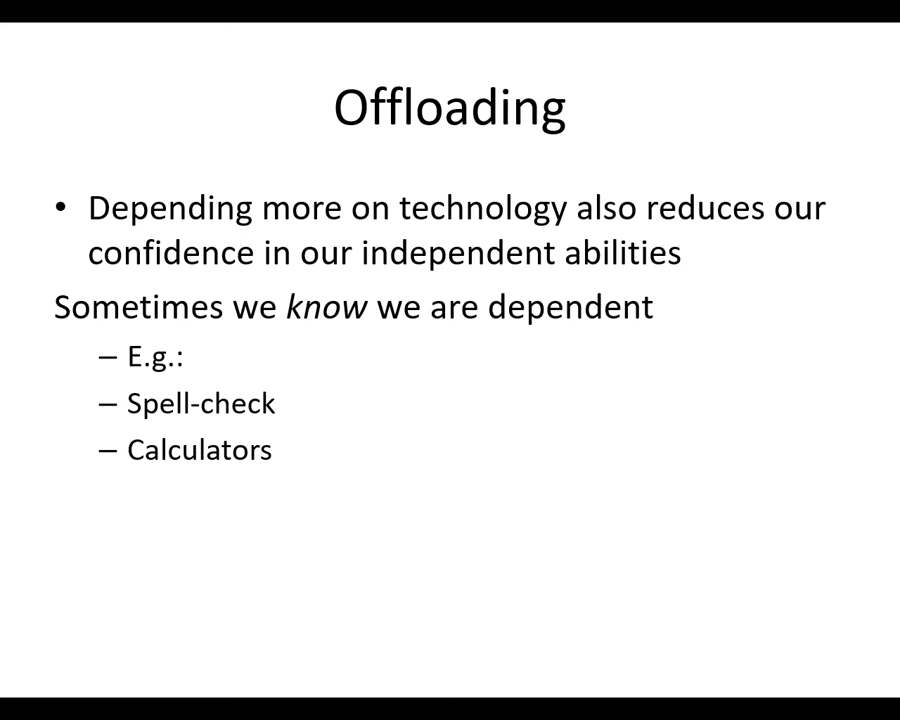 Offloading
• Depending more on technology also reduces our
confidence in our independent abilities
Sometimes we know we are dependent
– E.g.:
– Spell-check
– Calculators